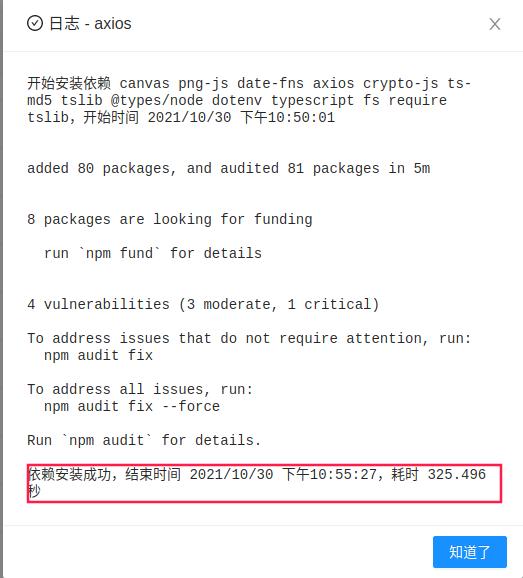 日志 - axios
开始安装依赖 canvas png-js date-fns axios crypto-js ts-
md5 tslib @types/node dotenv typescript fs require
tslib，开始时间 2021/10/30 下午10:50:01
added 80 packages, and audited 81 packages in 5m
8 packages are looking for funding
run `npm fund` for details
4 vulnerabilities (3 moderate, 1 critical)
To address issues that do not require attention, run:
npm audit fix
To address all issues, run:
npm audit fix --force
Run `npm audit` for details.
依赖安装成功，结束时间 2021/10/30 下午10:55:27，耗时 325.496
秒
知道了